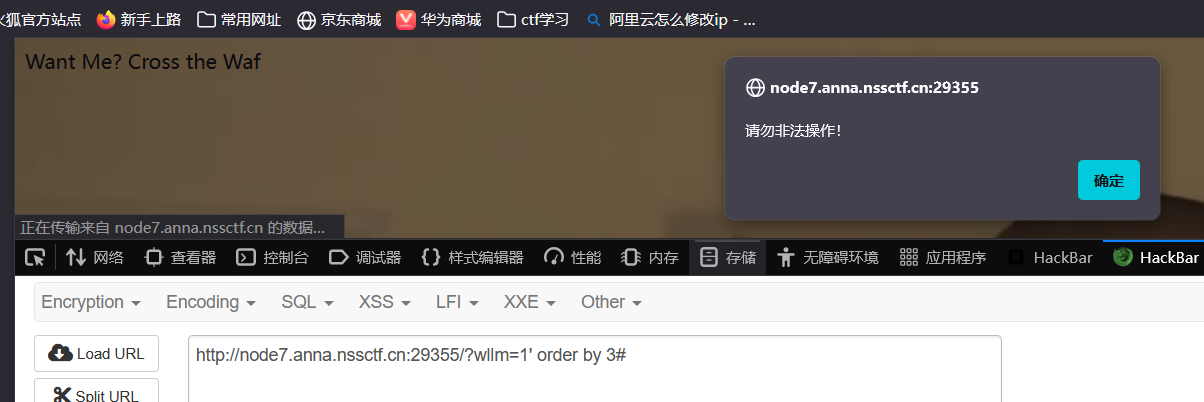 火狐官方站点 新手上路 常用网址 京东商城 华为商城 ctf学习 阿里云怎么修改ip - ...
Want Me? Cross the Waf
node7.anna.nssctf.cn:29355
请勿非法操作!
确定
正在传输来自 node7.anna.nssctf.cn 的数据...
网络 查看器 控制台 调试器 样式编辑器 性能 内存 存储 无障碍环境 应用程序 HackBar HackBar
Encryption Encoding SQL XSS LFI XXE Other
Load URL http://node7.anna.nssctf.cn:29355/?wllm=1' order by 3#
Split URL